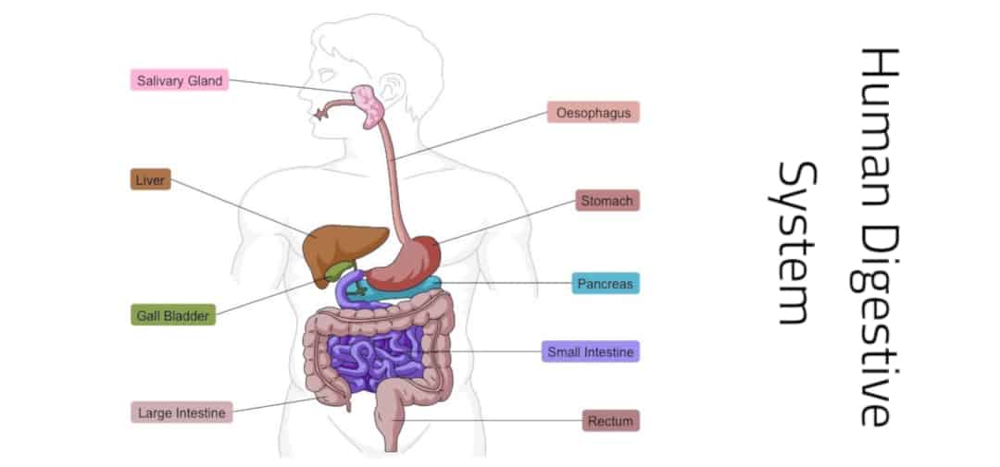 Salivary Gland
Oesophagus
Liver
Stomach
Pancreas
Gall Bladder
Small Intestine
Large Intestine
Rectum
Human Digestive
System